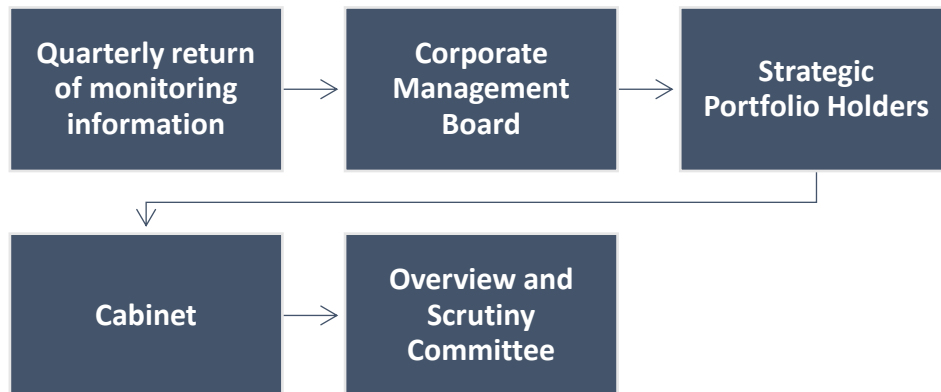 Quarterly return
of monitoring
information
Corporate
Management
Board
Strategic
Portfolio Holders
Cabinet
Overview and
Scrutiny
Committee